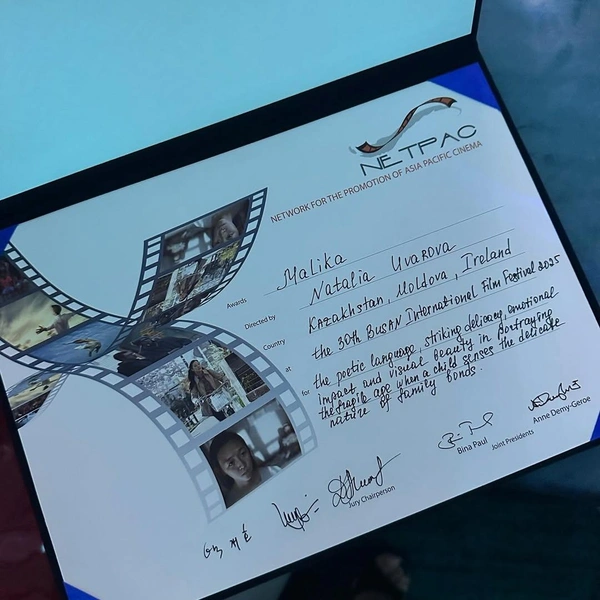 NETPAC
NETWORK FOR THE PROMOTION OF ASIA PACIFIC CINEMA
Awards Malika
Directed by Natalia Uvarova
Country Kazakhstan, Moldova, Ireland
at the 30th Busan International Film Festival 2025
for the poetic language, striking delicacy, emotional
impact and visual beauty in portraying
the fragile age when a child senses the delicate
nature of family bonds.
Jury Chairperson
Bina Paul
Joint Presidents
Anne Demy-Geroe